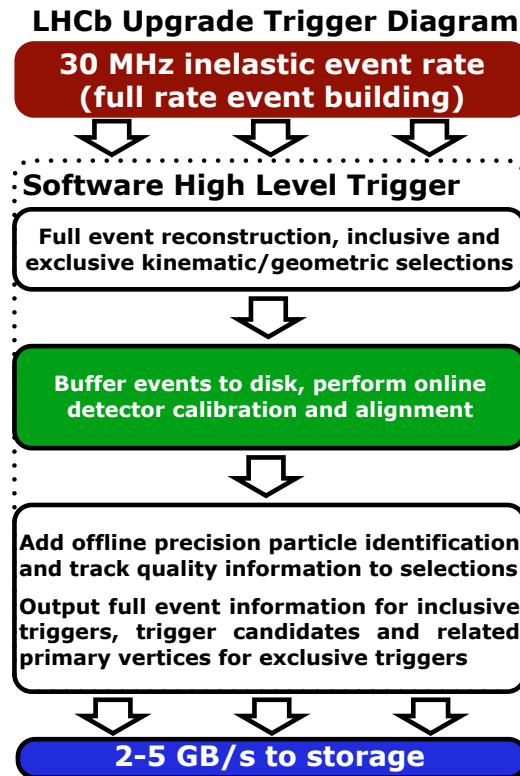 LHCb Upgrade Trigger Diagram
30 MHz inelastic event rate
(full rate event building)
Software High Level Trigger
Full event reconstruction, inclusive and
exclusive kinematic/geometric selections
Buffer events to disk, perform online
detector calibration and alignment
Add offline precision particle identification
and track quality information to selections
Output full event information for inclusive
triggers, trigger candidates and related
primary vertices for exclusive triggers
2-5 GB/s to storage